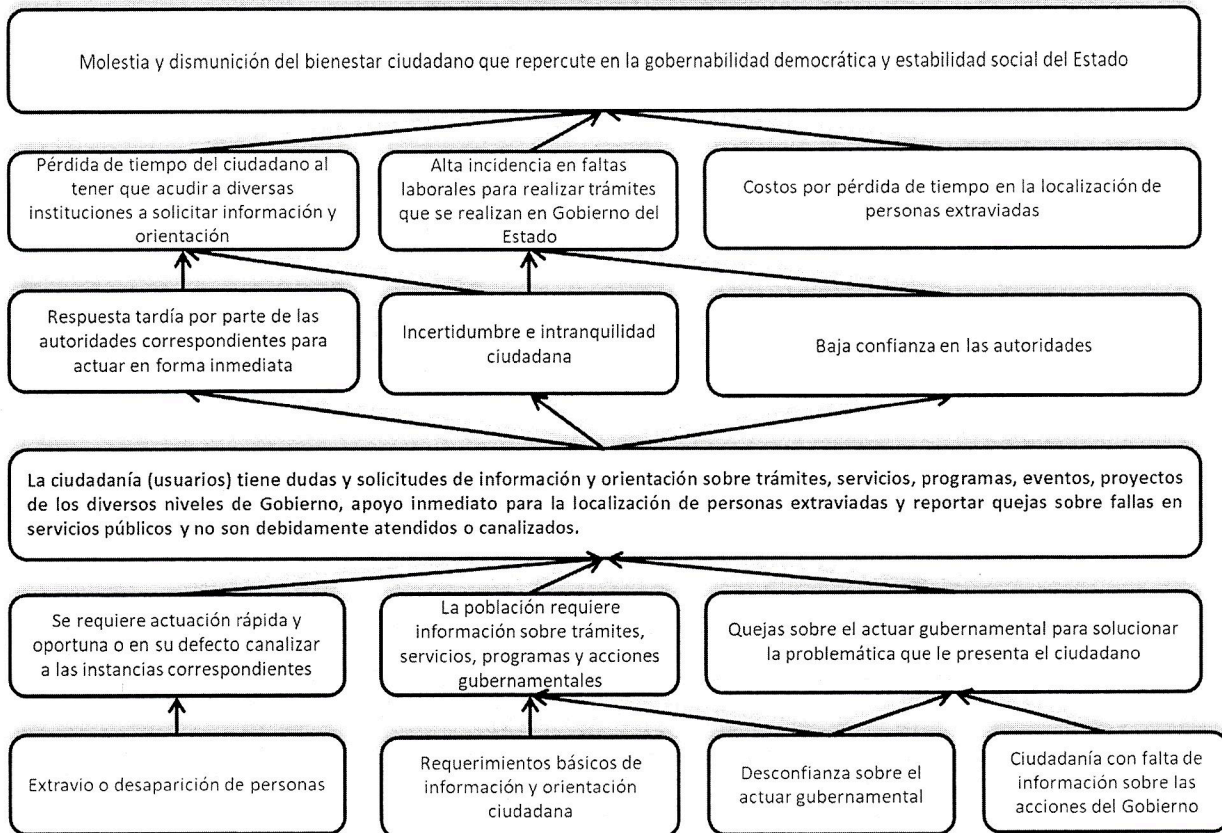 Molestia y dismunición del bienestar ciudadano que repercute en la gobernabilidad democrática y estabilidad social del Estado
Pérdida de tiempo del ciudadano al
tener que acudir a diversas
instituciones a solicitar información y
orientación
Alta incidencia en faltas
laborales para realizar trámites
que se realizan en Gobierno del
Estado
Costos por pérdida de tiempo en la localización de
personas extraviadas
Respuesta tardía por parte de las
autoridades correspondientes para
actuar en forma inmediata
Incertidumbre e intranquilidad
ciudadana
Baja confianza en las autoridades
La ciudadanía (usuarios) tiene dudas y solicitudes de información y orientación sobre trámites, servicios, programas, eventos, proyectos
de los diversos niveles de Gobierno, apoyo inmediato para la localización de personas extraviadas y reportar quejas sobre fallas en
servicios públicos y no son debidamente atendidos o canalizados.
Se requiere actuación rápida y
oportuna o en su defecto canalizar
a las instancias correspondientes
La población requiere
información sobre trámites,
servicios, programas y acciones
gubernamentales
Quejas sobre el actuar gubernamental para solucionar
la problemática que le presenta el ciudadano
Extravio o desaparición de personas
Requerimientos básicos de
información y orientación
ciudadana
Desconfianza sobre el
actuar gubernamental
Ciudadanía con falta de
información sobre las
acciones del Gobierno